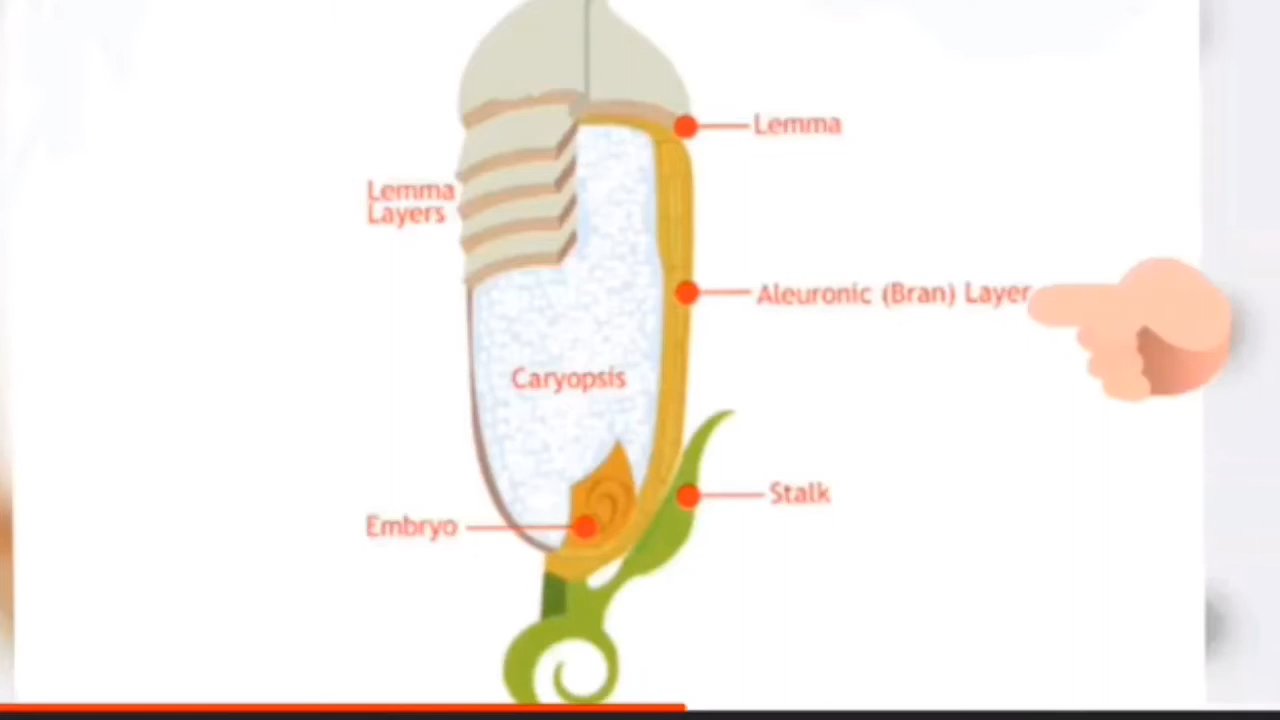 Lemma
Lemma
Layers
Aleuronic (Bran) Layer
Caryopsis
Stalk
Embryo